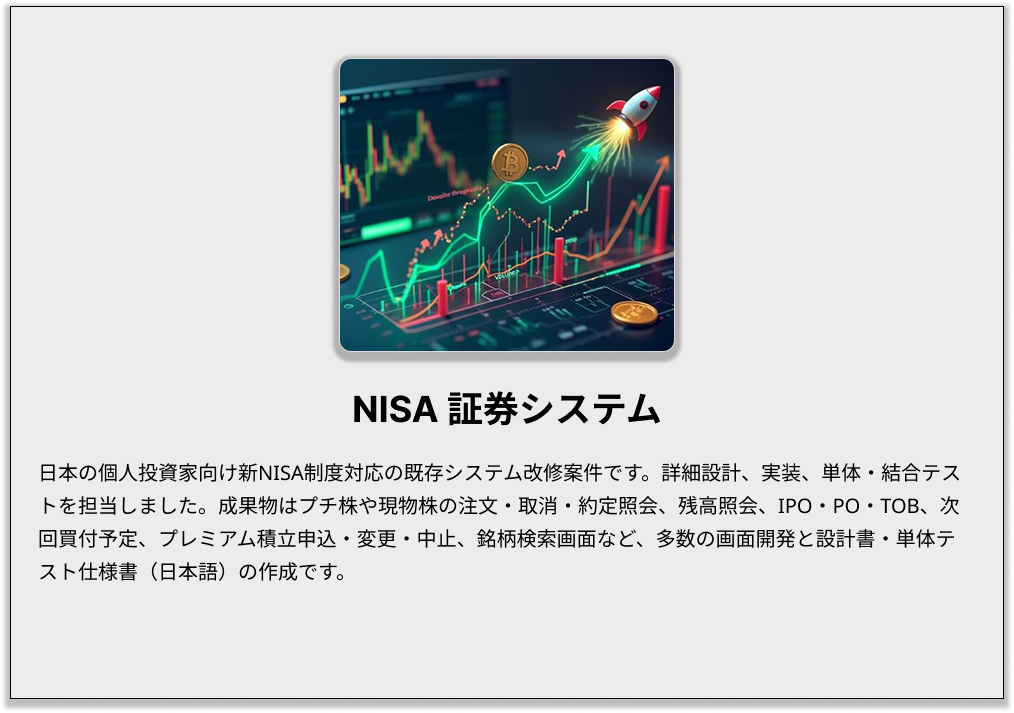 NISA 証券システム
日本の個人投資家向け新NISA制度対応の既存システム改修案件です。詳細設計、実装、単体・結合テス
トを担当しました。成果物はプチ株や現物株の注文・取消・約定照会、残高照会、IPO・PO・TOB、次
回買付予定、プレミアム積立申込・変更・中止、銘柄検索画面など、多数の画面開発と設計書・単体テ
スト仕様書（日本語）の作成です。